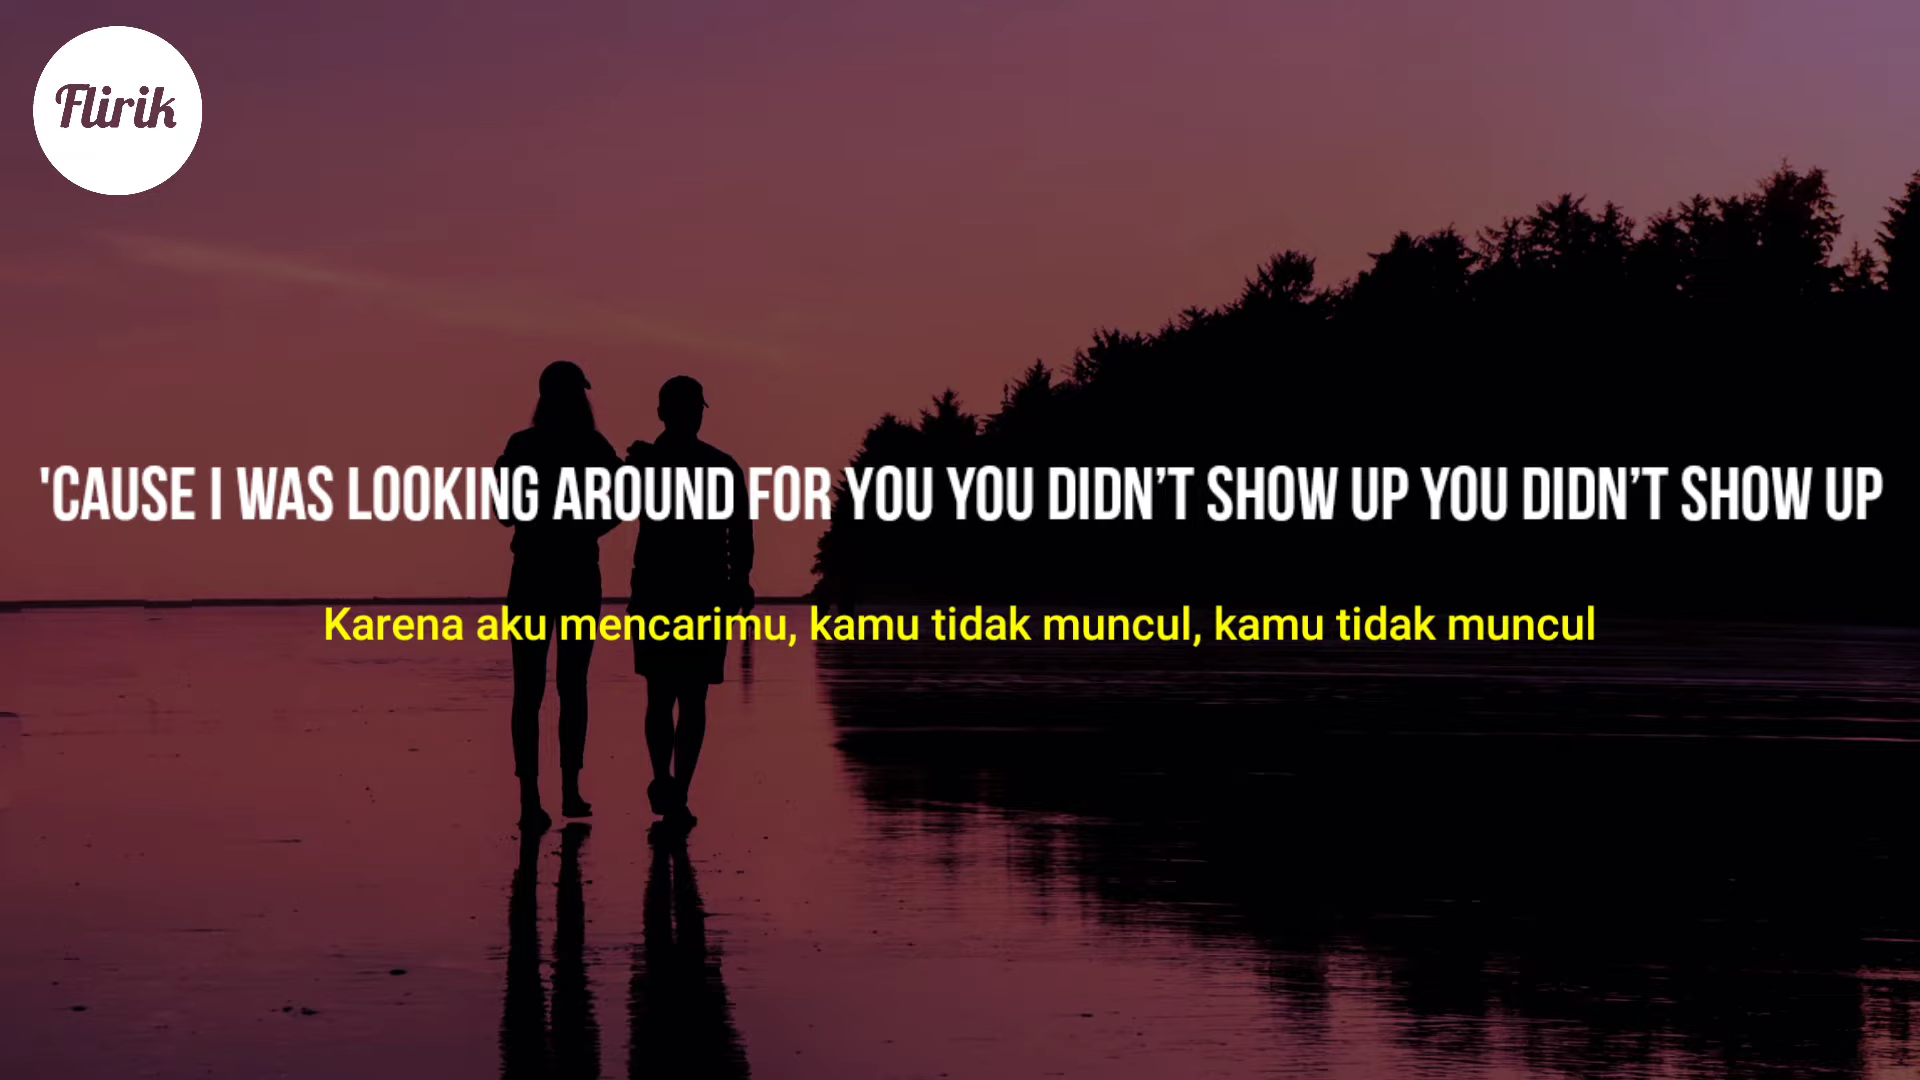 Flirik
'CAUSE I WAS LOOKING AROUND FOR YOU YOU DIDN’T SHOW UP YOU DIDN’T SHOW UP
Karena aku mencarimu, kamu tidak muncul, kamu tidak muncul